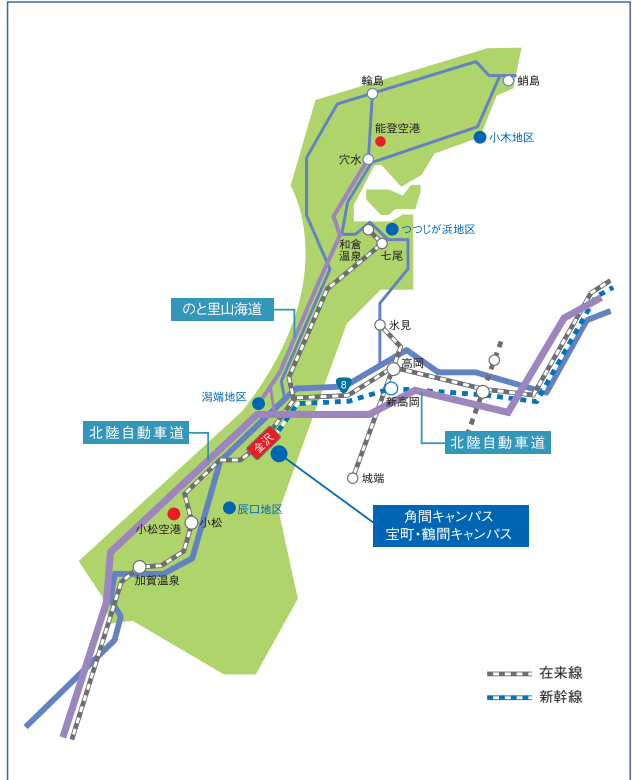 輪島
蛸島
能登空港
小木地区
穴水
つつじが浜地区
和倉
温泉
七尾
のと里山海道
氷見
高岡
8
潟端地区
新高岡
北陸自動車道
金沢
北陸自動車道
城端
辰口地区
角間キャンパス
宝町・鶴間キャンパス
小松空港
小松
加賀温泉
在来線
新幹線